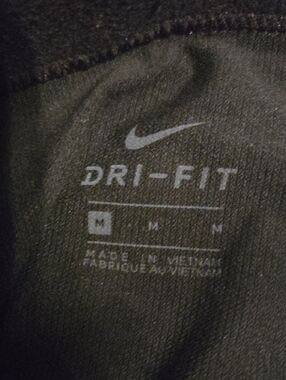 DRI-FIT
M · M M
MADE IN VIETNAM
FABRIQUE AU VIETNAM